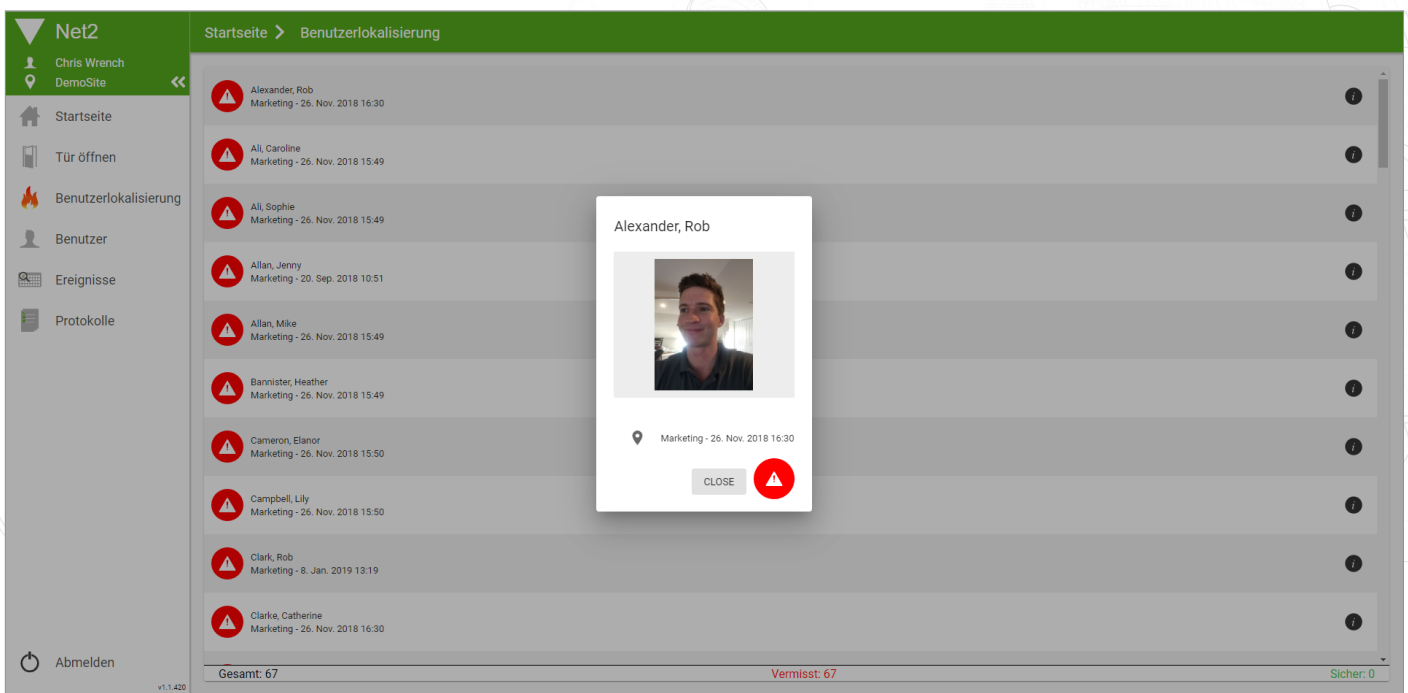 Net2
Chris Wrench
DemoSite
Startseite
Tür öffnen
Benutzerlokalisierung
Benutzer
Ereignisse
Protokolle
Abmelden
v1.1.420
Startseite Benutzerlokalisierung
Alexander, Rob
Marketing - 26. Nov. 2018 16:30
Ali, Caroline
Marketing - 26. Nov. 2018 15:49
Ali, Sophie
Marketing - 26. Nov. 2018 15:49
Allan, Jenny
Marketing - 20. Sep. 2018 10:51
Allan, Mike
Marketing - 26. Nov. 2018 15:49
Bannister, Heather
Marketing - 26. Nov. 2018 15:49
Cameron, Elanor
Marketing - 26. Nov. 2018 15:50
Campbell, Lily
Marketing - 26. Nov. 2018 15:50
Clark, Rob
Marketing - 8. Jan. 2019 13:19
Clarke, Catherine
Marketing - 26. Nov. 2018 16:30
Gesamt: 67 Vermisst: 67 Sicher: 0
Alexander, Rob
Marketing - 26. Nov. 2018 16:30
CLOSE